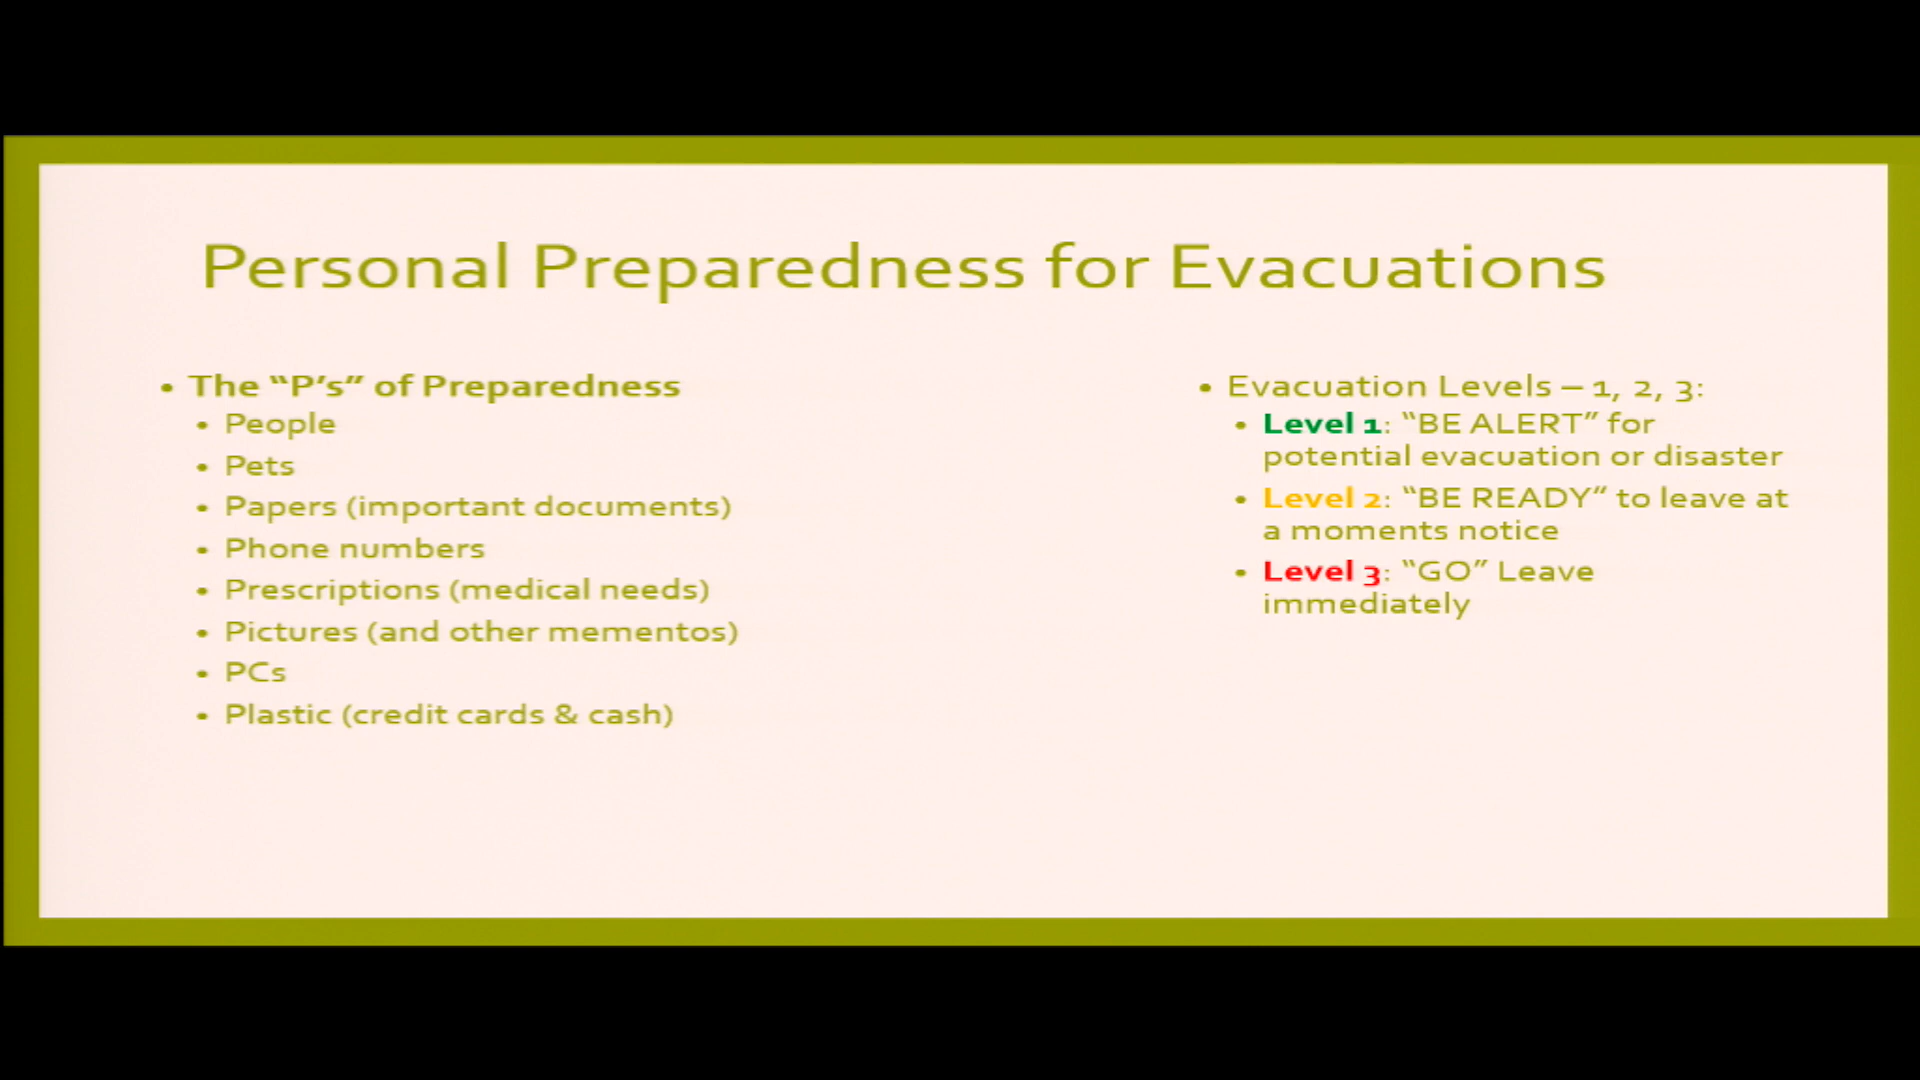 Personal Preparedness for Evacuations
• The “P’s” of Preparedness
• People
• Pets
• Papers (important documents)
• Phone numbers
• Prescriptions (medical needs)
• Pictures (and other mementos)
• PCs
• Plastic (credit cards & cash)
• Evacuation Levels – 1, 2, 3:
• Level 1: “BE ALERT” for
potential evacuation or disaster
• Level 2: “BE READY” to leave at
a moments notice
• Level 3: “GO” Leave
immediately